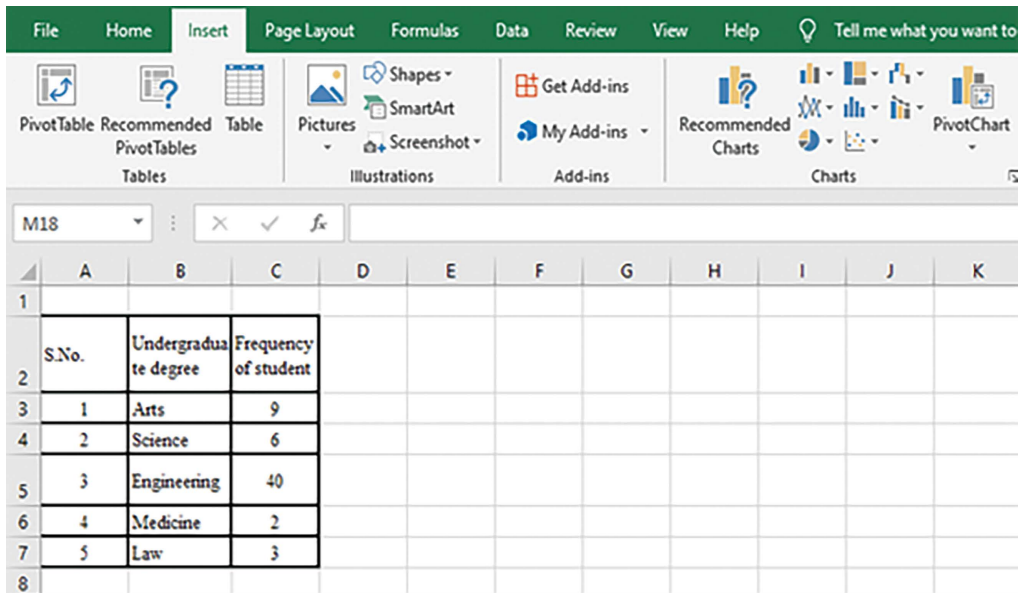 File Home Insert Page Layout Formulas Data Review View Help Tell me what you want to
PivotTable Recommended PivotTables Table
Tables
Pictures Shapes SmartArt Screenshot
Illustrations
Get Add-ins
My Add-ins
Add-ins
Recommended Charts PivotChart
Charts
M18 fx
A B C D E F G H I J K
1
2 S.No. Undergradua te degree Frequency of student
3 1 Arts 9
4 2 Science 6
5 3 Engineering 40
6 4 Medicine 2
7 5 Law 3
8